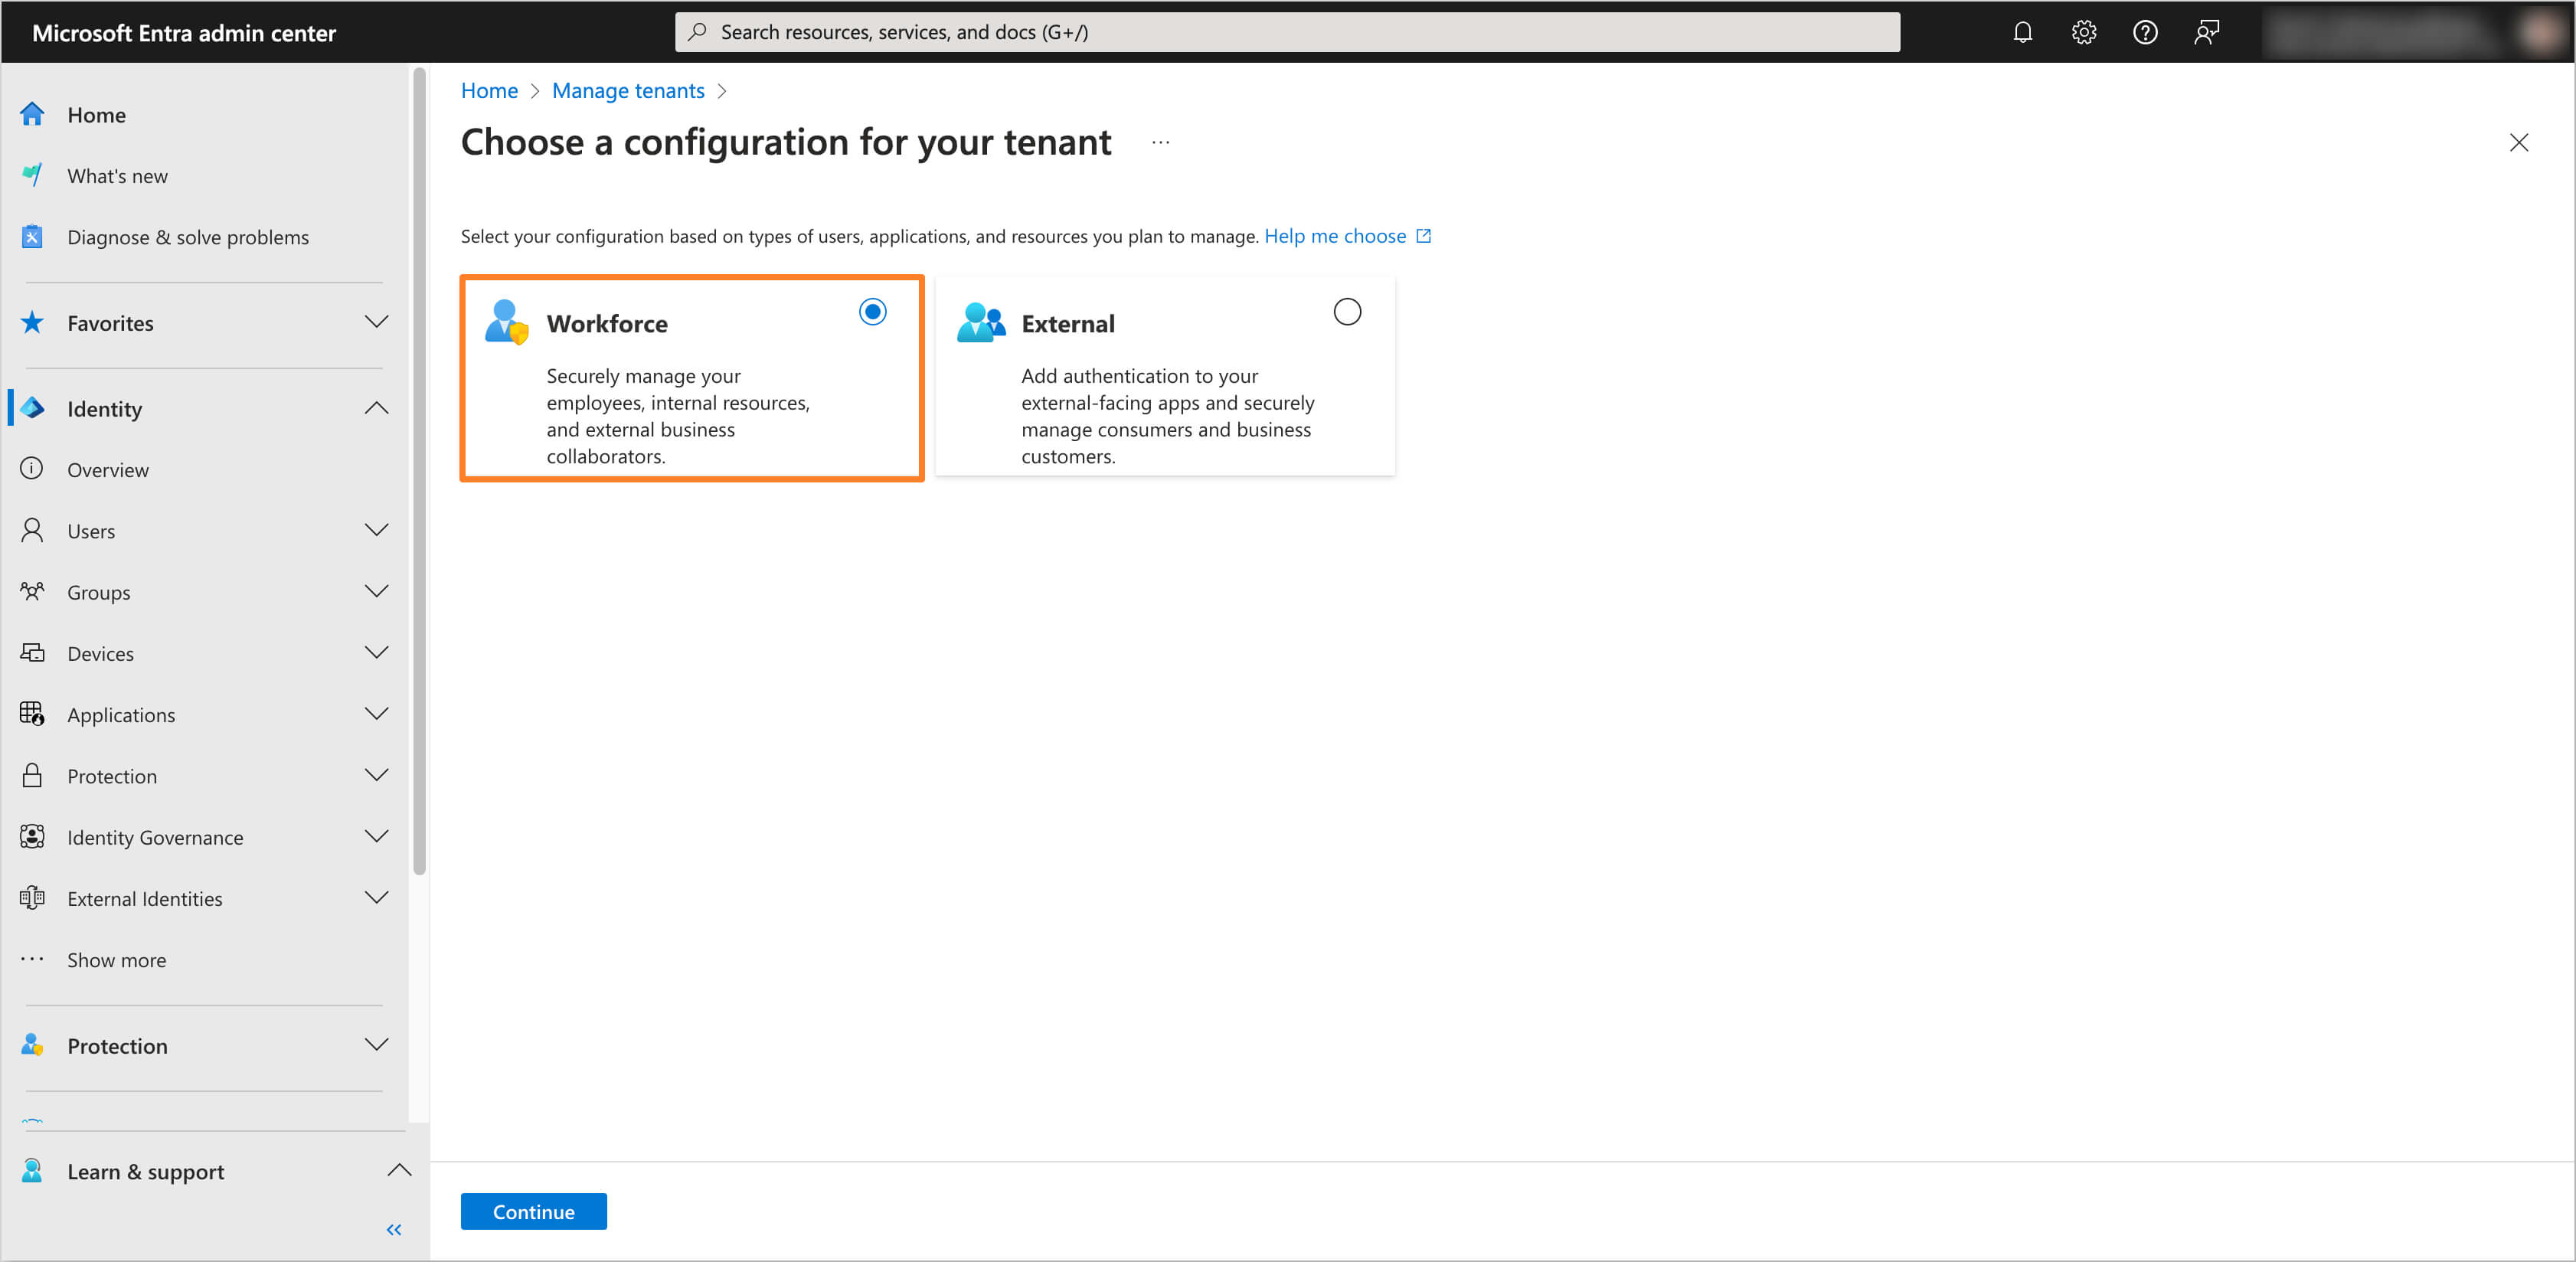 Microsoft Entra admin center
Search resources, services, and docs (G+/)
Home
What's new
Diagnose & solve problems
Favorites
Identity
Overview
Users
Groups
Devices
Applications
Protection
Identity Governance
External Identities
Show more
Protection
Learn & support
Home > Manage tenants >
Choose a configuration for your tenant
Select your configuration based on types of users, applications, and resources you plan to manage. Help me choose
Workforce
Securely manage your
employees, internal resources,
and external business
collaborators.
External
Add authentication to your
external-facing apps and securely
manage consumers and business
customers.
Continue